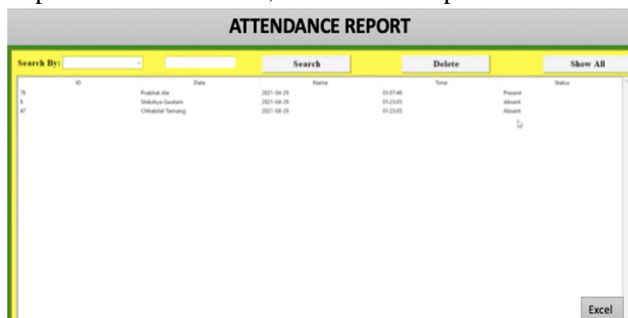 ATTENDANCE REPORT
Search By: Search Delete Show All
ID Date Name Time Status
78 Prabhat Ale 2021-04-29 01:07:48 Present
8 Shikshya Gautam 2021-04-29 01:23:05 Absent
47 Chhabilal Tamang 2021-04-29 01:23:05 Absent
Excel